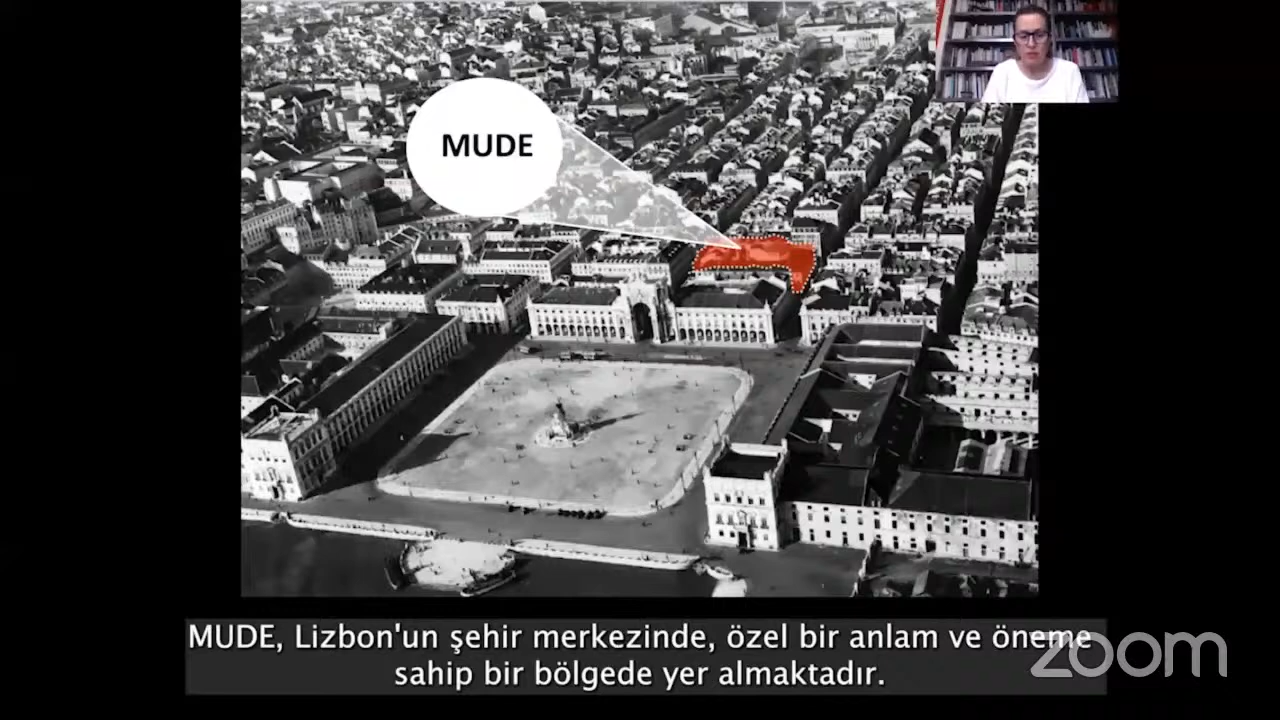 MUDE
MUDE, Lizbon'un şehir merkezinde, özel bir anlam ve öneme
sahip bir bölgede yer almaktadır.
zoom